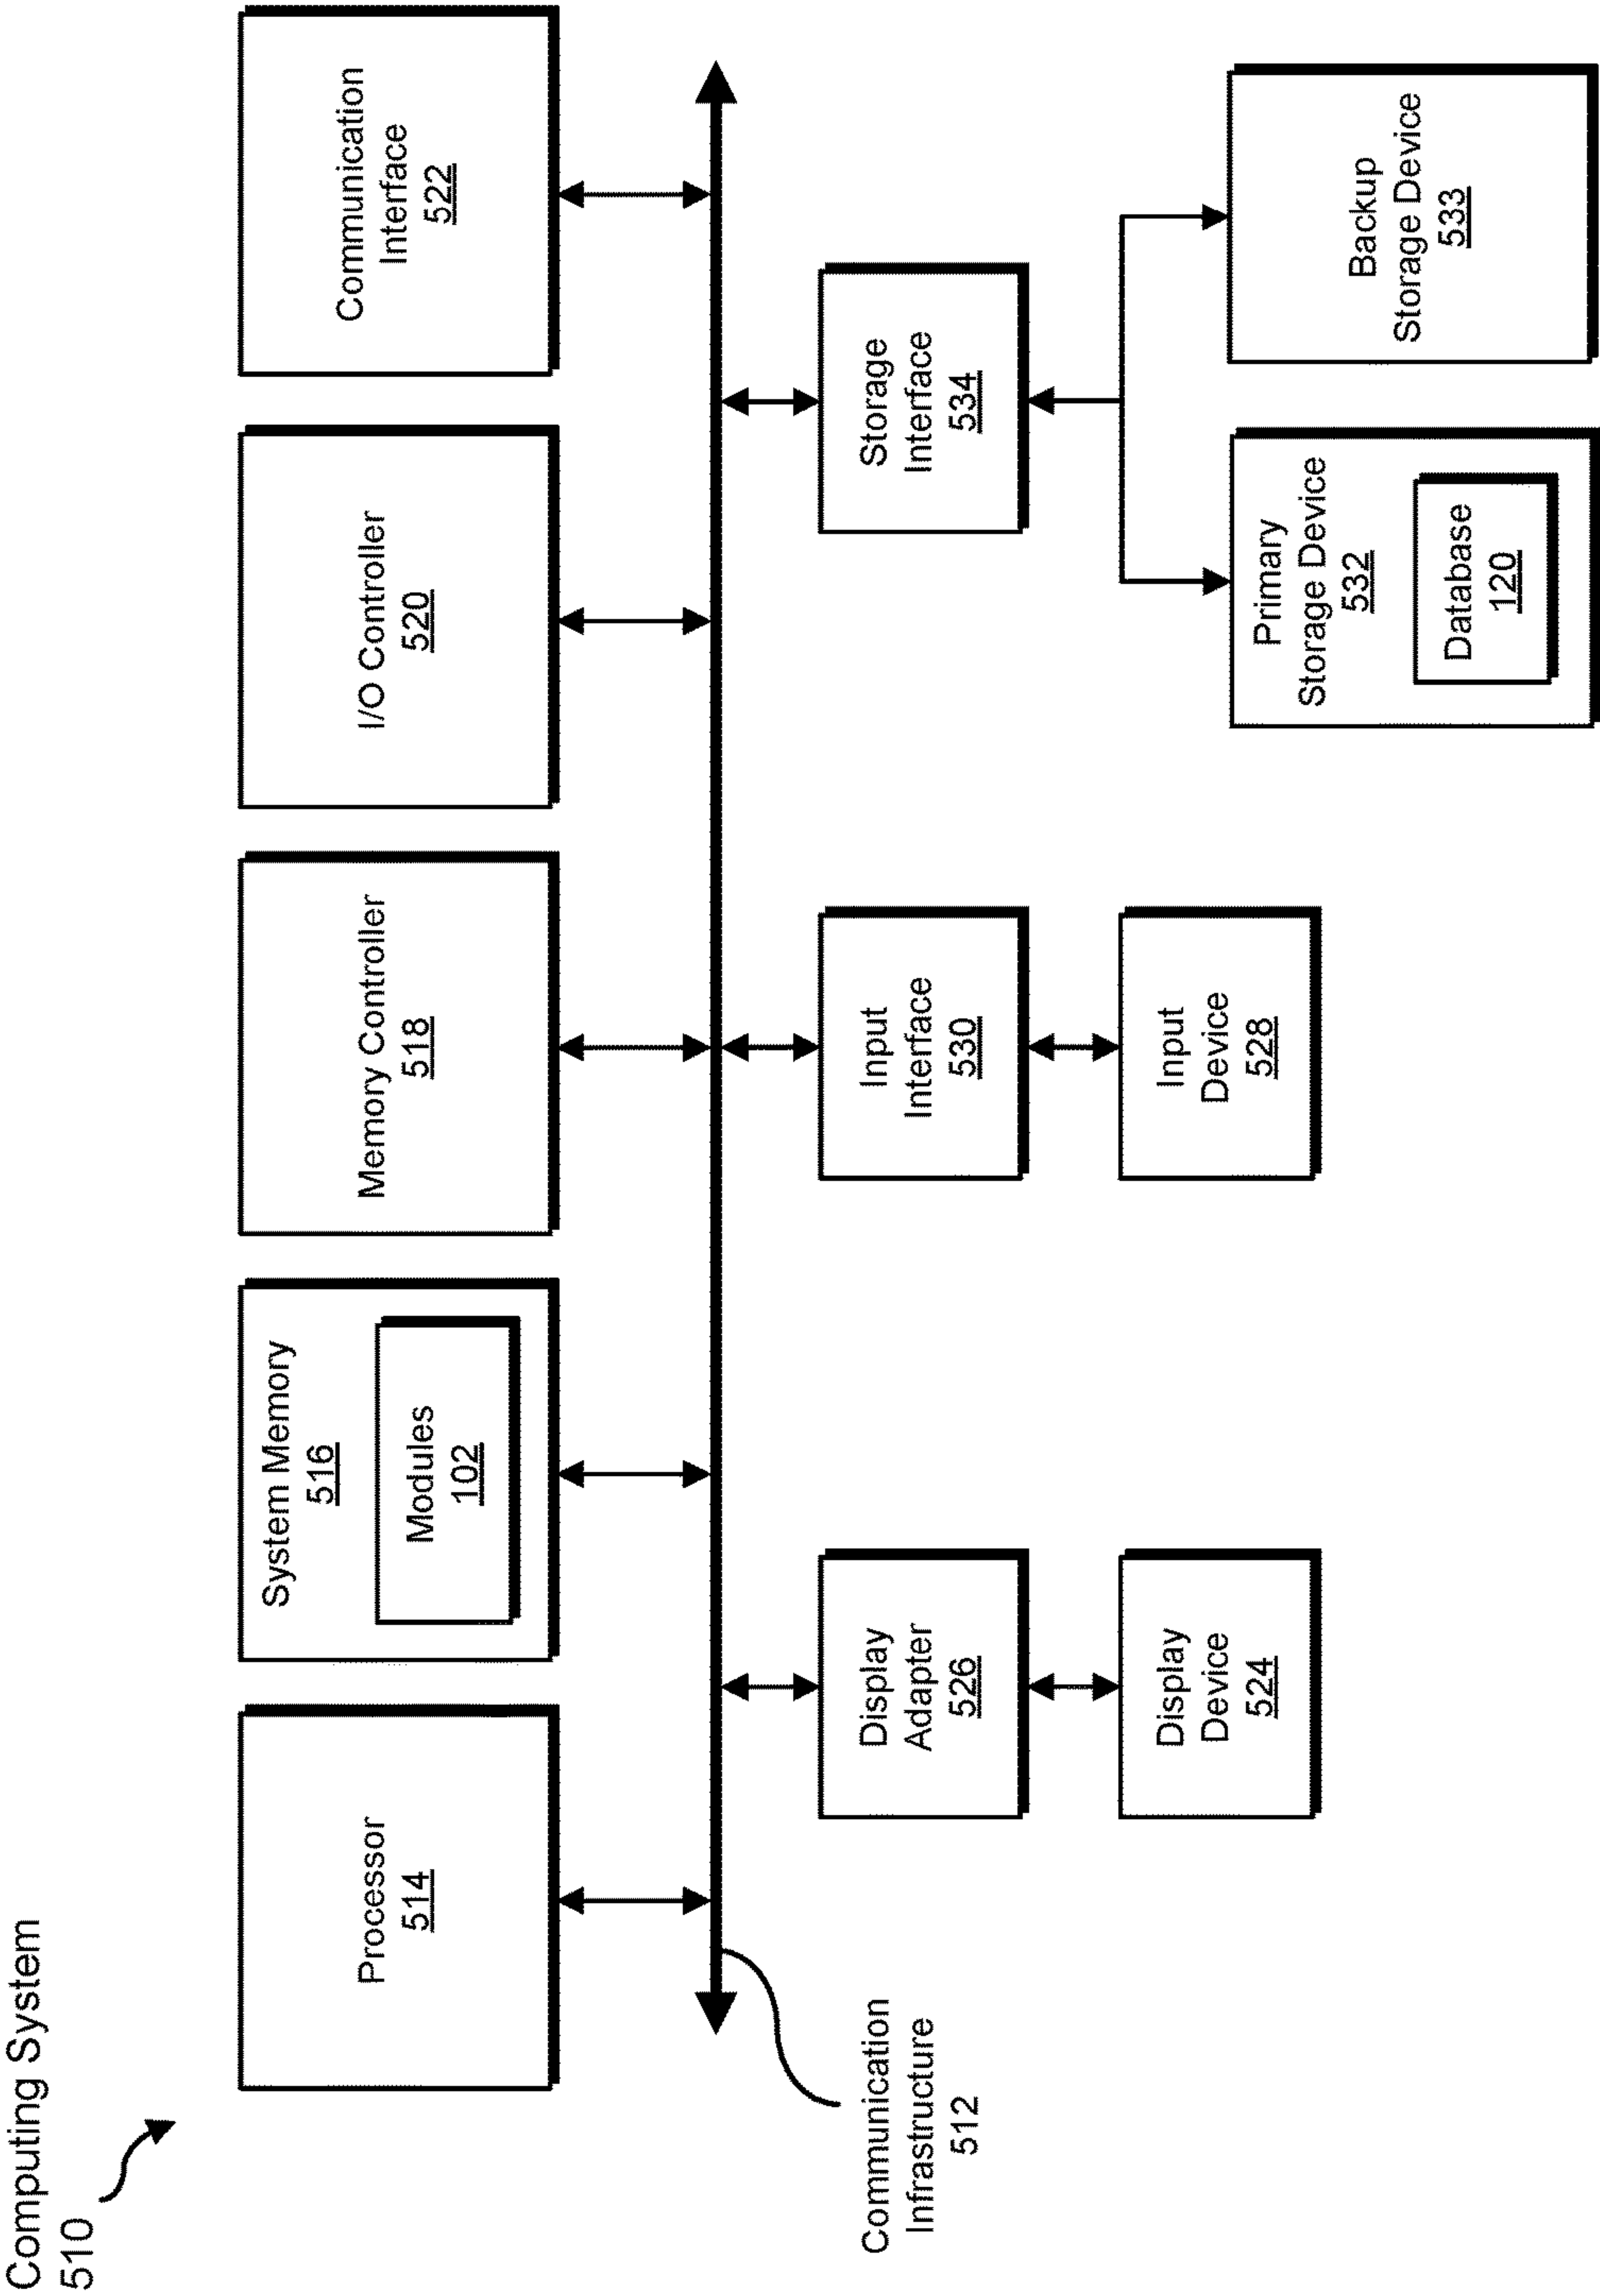 Computing System
510
Processor
514
System Memory
516
Modules
102
Memory Controller
518
I/O Controller
520
Communication
Interface
522
Communication
Infrastructure
512
Display
Adapter
526
Input
Interface
530
Storage
Interface
534
Display
Device
524
Input
Device
528
Primary
Storage Device
532
Database
120
Backup
Storage Device
533